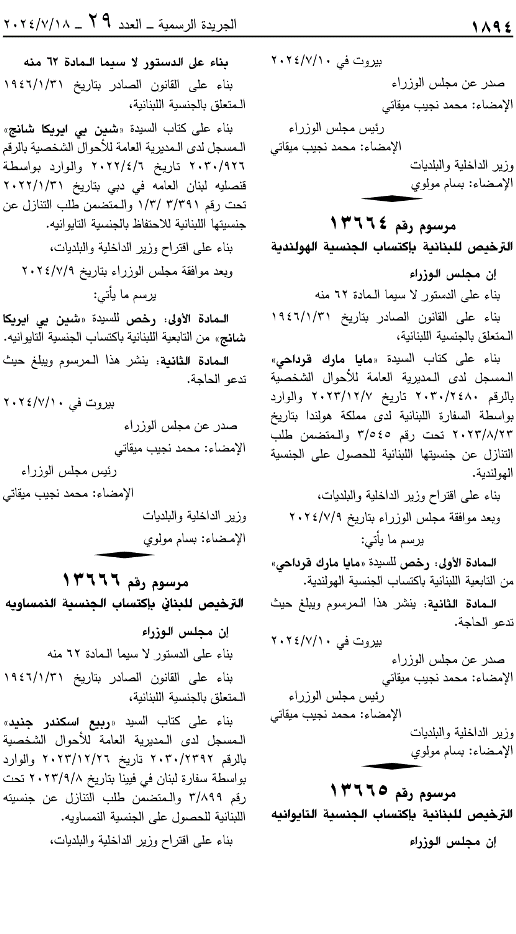 ١٨٩٤
الجريدة الرسمية ـ العدد ٢٩ ـ ٢٠٢٤/٧/١٨
بيروت في ٢٠٢٤/٧/١٠
صدر عن مجلس الوزراء
الإمضاء: محمد نجيب ميقاتي
رئيس مجلس الوزراء
الإمضاء: محمد نجيب ميقاتي
وزير الداخلية والبلديات
الإمضاء: بسام مولوي
مرسوم رقم ١٣٦٦٤
الترخيص للبنانية بإكتساب الجنسية الهولندية
إن مجلس الوزراء
بناء على الدستور لا سيما المادة ٦٢ منه
بناء على القانون الصادر بتاريخ ١٩٤٦/١/٣١
المتعلق بالجنسية اللبنانية،
بناء على كتاب السيدة «مايا مارك قرداحي»
المسجل لدى المديرية العامة للأحوال الشخصية
بالرقم ٢٠٣٠/٢٤٨٠ تاريخ ٢٠٢٣/١٢/٧ والوارد
بواسطة السفارة اللبنانية لدى مملكة هولندا بتاريخ
٢٠٢٣/٨/٢٣ تحت رقم ٣/٥٤٥ والمتضمن طلب
التنازل عن جنسيتها اللبنانية للحصول على الجنسية
الهولندية.
بناء على اقتراح وزير الداخلية والبلديات،
وبعد موافقة مجلس الوزراء بتاريخ ٢٠٢٤/٧/٩
يرسم ما يأتي:
المادة الأولى: رخص للسيدة «مايا مارك قرداحي»
من التابعية اللبنانية باكتساب الجنسية الهولندية.
المادة الثانية: ينشر هذا المرسوم ويبلغ حيث
تدعو الحاجة.
بيروت في ٢٠٢٤/٧/١٠
صدر عن مجلس الوزراء
الإمضاء: محمد نجيب ميقاتي
رئيس مجلس الوزراء
الإمضاء: محمد نجيب ميقاتي
وزير الداخلية والبلديات
الإمضاء: بسام مولوي
مرسوم رقم ١٣٦٦٥
الترخيص للبنانية بإكتساب الجنسية التايوانيه
إن مجلس الوزراء
بناء على الدستور لا سيما المادة ٦٢ منه
بناء على القانون الصادر بتاريخ ١٩٤٦/١/٣١
المتعلق بالجنسية اللبنانية،
بناء على كتاب السيدة «شين بي ايريكا شانج»
المسجل لدى المديرية العامة للأحوال الشخصية بالرقم
٢٠٣٠/٩٢٦ تاريخ ٢٠٢٢/٤/٦ والوارد بواسطة
قنصليه لبنان العامه في دبي بتاريخ ٢٠٢٢/١/٣١
تحت رقم ٣/٣٩١ /١/٣ والمتضمن طلب التنازل عن
جنسيتها اللبنانية للاحتفاظ بالجنسية التايوانيه.
بناء على اقتراح وزير الداخلية والبلديات،
وبعد موافقة مجلس الوزراء بتاريخ ٢٠٢٤/٧/٩
يرسم ما يأتي:
المادة الأولى: رخص للسيدة «شين بي ايريكا
شانج» من التابعية اللبنانية باكتساب الجنسية التايوانيه.
المادة الثانية: ينشر هذا المرسوم ويبلغ حيث
تدعو الحاجة.
بيروت في ٢٠٢٤/٧/١٠
صدر عن مجلس الوزراء
الإمضاء: محمد نجيب ميقاتي
رئيس مجلس الوزراء
الإمضاء: محمد نجيب ميقاتي
وزير الداخلية والبلديات
الإمضاء: بسام مولوي
مرسوم رقم ١٣٦٦٦
الترخيص للبناني بإكتساب الجنسية النمساويه
إن مجلس الوزراء
بناء على الدستور لا سيما المادة ٦٢ منه
بناء على القانون الصادر بتاريخ ١٩٤٦/١/٣١
المتعلق بالجنسية اللبنانية،
بناء على كتاب السيد «ربيع اسكندر جنيد»
المسجل لدى المديرية العامة للأحوال الشخصية
بالرقم ٢٠٣٠/٢٣٩٢ تاريخ ٢٠٢٣/١٢/٢٦ والوارد
بواسطة سفارة لبنان في فيينا بتاريخ ٢٠٢٣/٩/٨ تحت
رقم ٣/٨٩٩ والمتضمن طلب التنازل عن جنسيته
اللبنانية للحصول على الجنسية النمساويه.
بناء على اقتراح وزير الداخلية والبلديات،